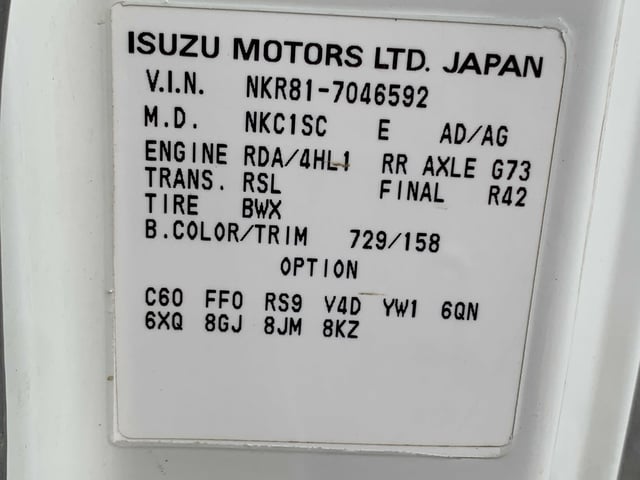 ISUZU MOTORS LTD. JAPAN
V.I.N. NKR81-7046592
M.D. NKC1SC E AD/AG
ENGINE RDA/4HL1 RR AXLE G73
TRANS. RSL FINAL R42
TIRE BWX
B.COLOR/TRIM 729/158
OPTION
C60 FF0 RS9 V4D YW1 6QN
6XQ 8GJ 8JM 8KZ